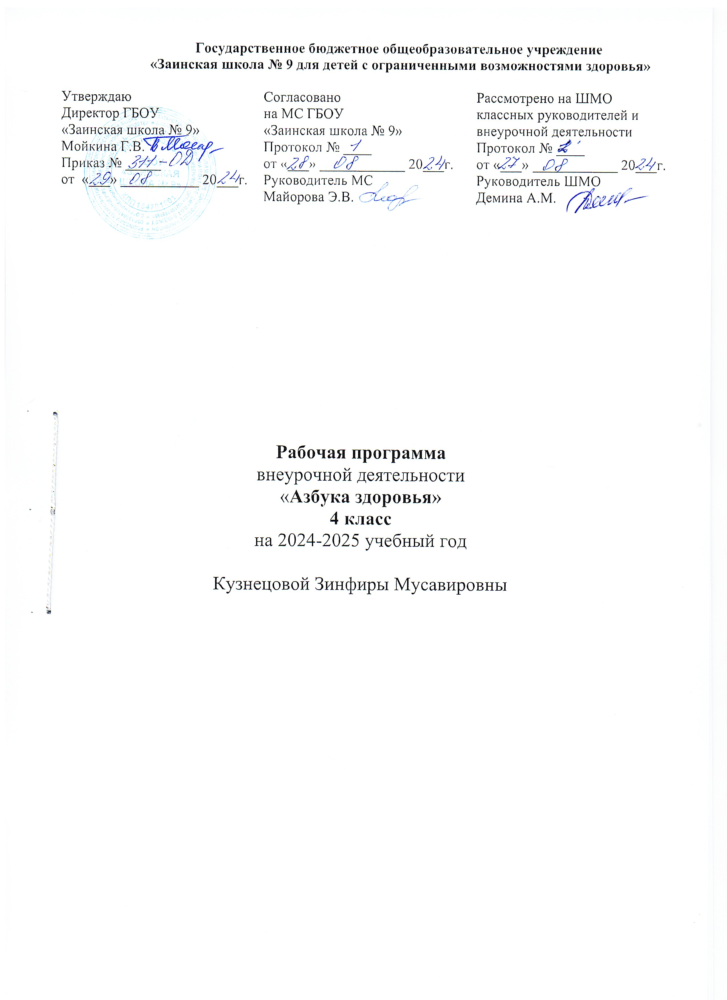 Государственное бюджетное общеобразовательное учреждение
«Заинская школа № 9 для детей с ограниченными возможностями здоровья»
Утверждаю
Директор ГБОУ
«Заинская школа № 9»
Мойкина Г.В.
Приказ № 311-ОД
от «29» 08 2024г.
Согласовано
на МС ГБОУ
«Заинская школа № 9»
Протокол № 1
от «28» 08 2024г.
Руководитель МС
Майорова Э.В.
Рассмотрено на ШМО
классных руководителей и
внеурочной деятельности
Протокол № 2
от «27» 08 2024г.
Руководитель ШМО
Демина А.М.
Рабочая программа
внеурочной деятельности
«Азбука здоровья»
4 класс
на 2024-2025 учебный год
Кузнецовой Зинфиры Мусавировны